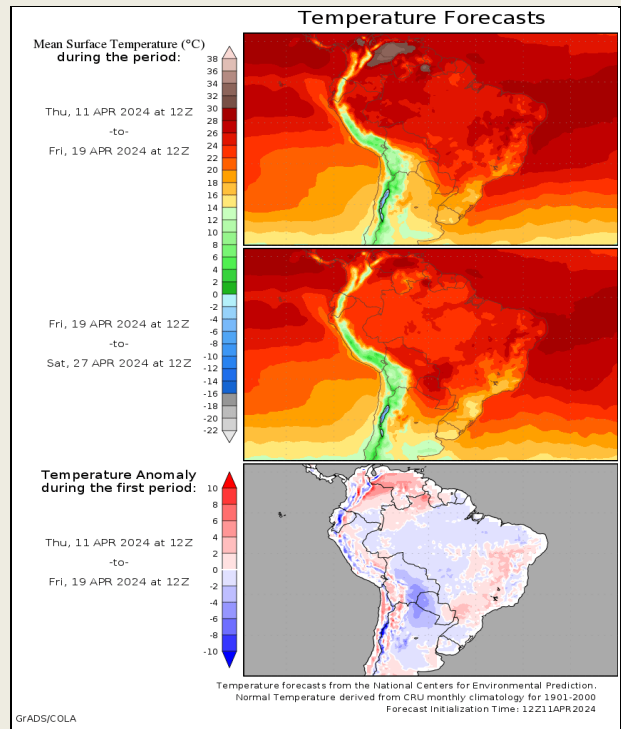 Temperature Forecasts
Mean Surface Temperature (°C)
during the period:
38
36
34
32
30
28
26
24
22
20
18
16
14
12
10
8
6
4
2
0
-2
-4
-6
-8
-10
-12
-14
-16
-18
-20
-22
Thu, 11 APR 2024 at 12Z
-to-
Fri, 19 APR 2024 at 12Z
Fri, 19 APR 2024 at 12Z
-to-
Sat, 27 APR 2024 at 12Z
Temperature Anomaly
during the first period:
10
8
6
4
2
0
-2
-4
-6
-8
-10
Thu, 11 APR 2024 at 12Z
-to-
Fri, 19 APR 2024 at 12Z
Temperature forecasts from the National Centers for Environmental Prediction.
Normal Temperature derived from CRU monthly climatology for 1901-2000
Forecast Initialization Time: 12Z11APR2024
GrADS/COLA